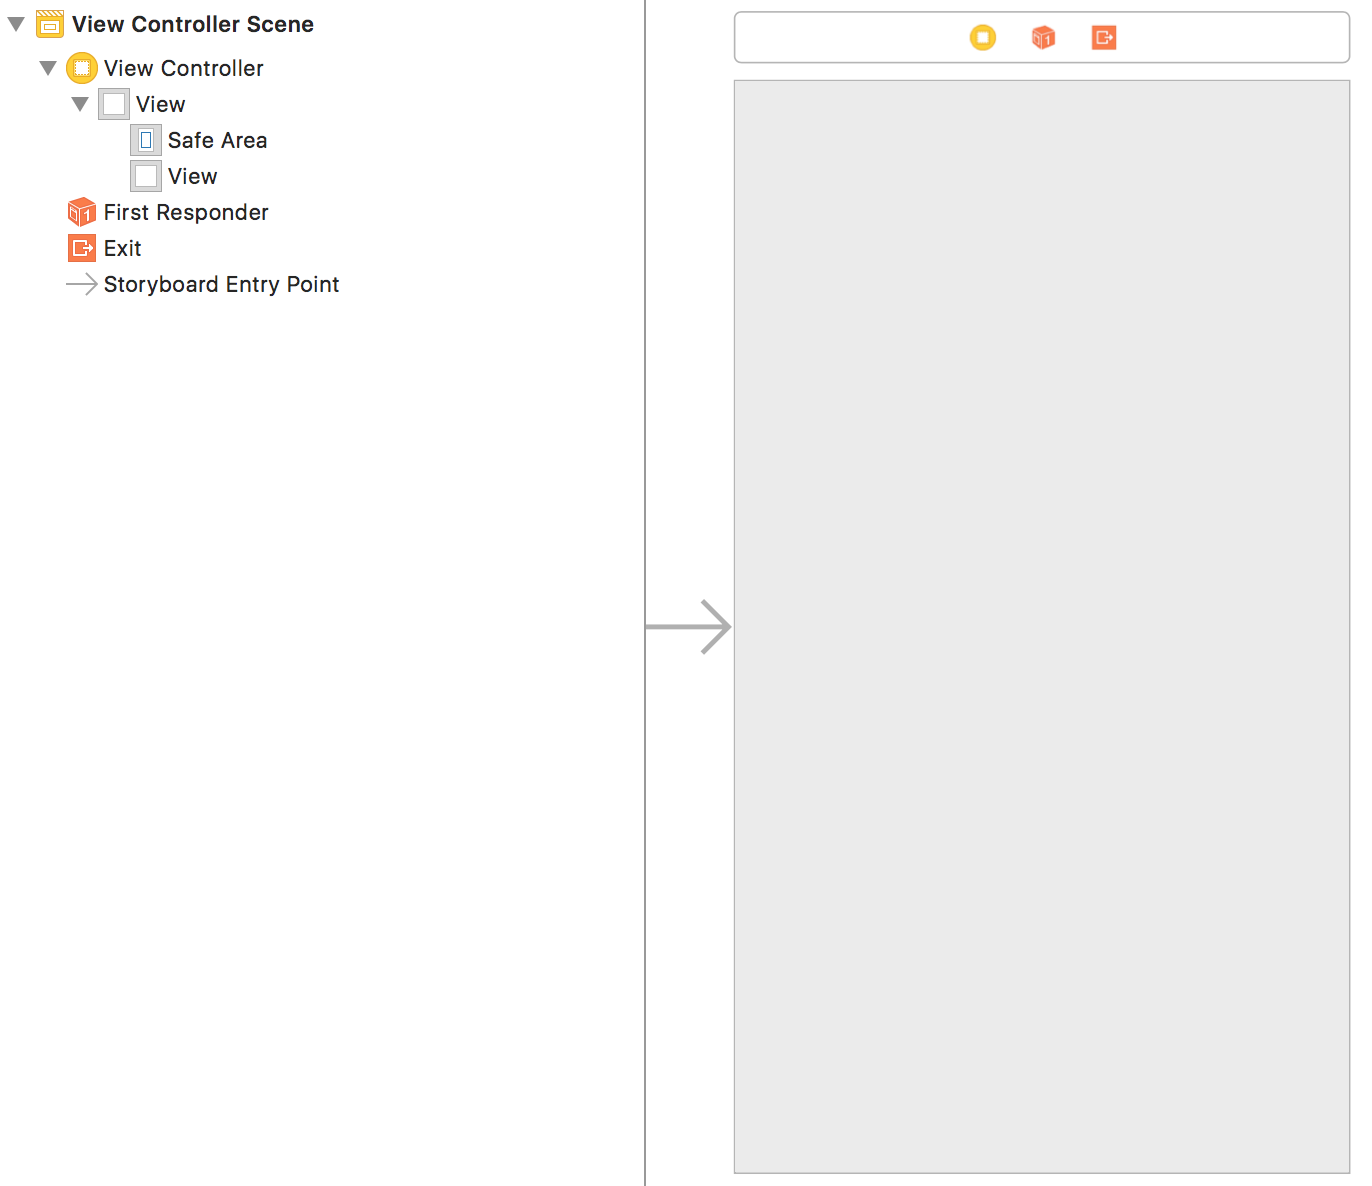 View Controller Scene
View Controller
View
Safe Area
View
First Responder
Exit
Storyboard Entry Point